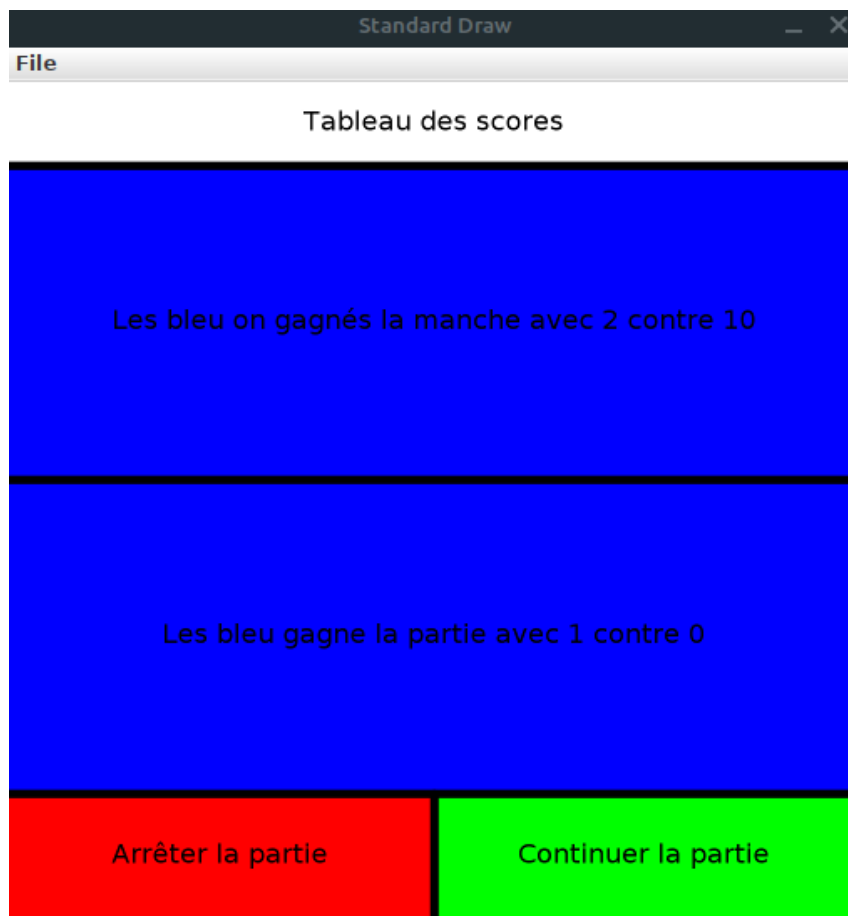 Standard Draw
File
Tableau des scores
Les bleu on gagnés la manche avec 2 contre 10
Les bleu gagne la partie avec 1 contre 0
Arrêter la partie
Continuer la partie